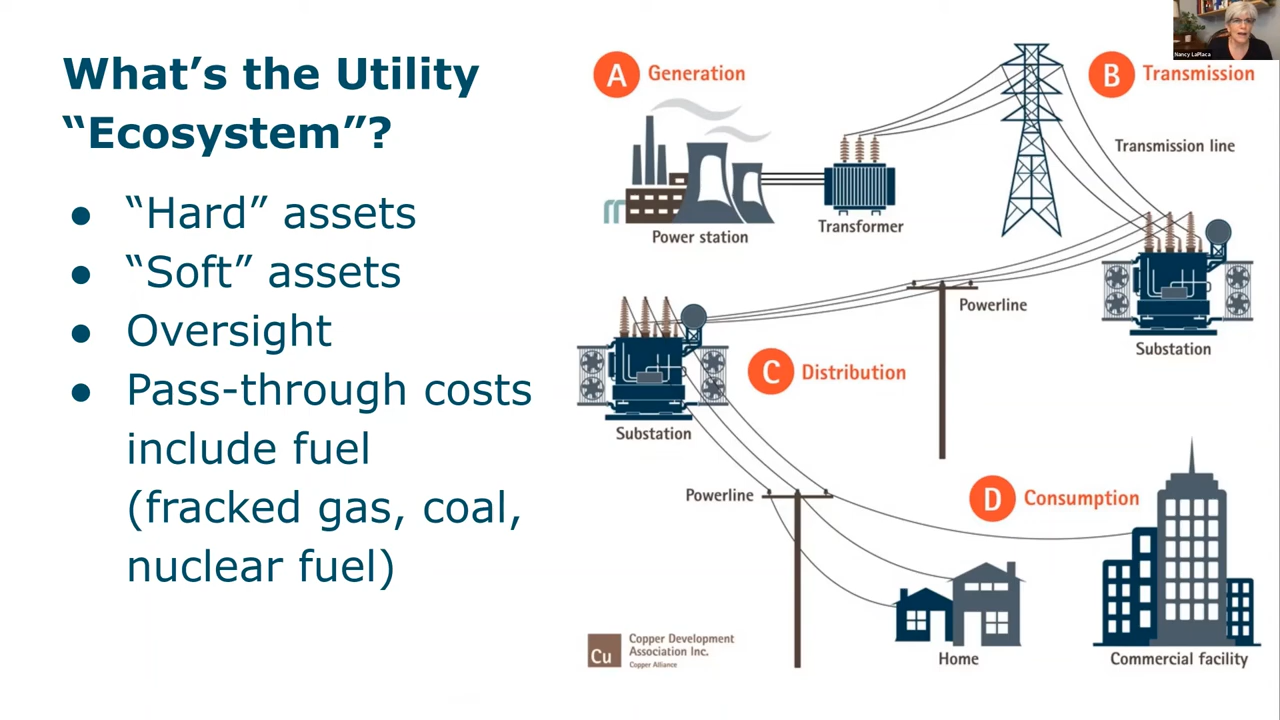 What's the Utility
“Ecosystem”?
● “Hard” assets
● “Soft” assets
● Oversight
● Pass-through costs
include fuel
(fracked gas, coal,
nuclear fuel)
A Generation
Power station
Transformer
B Transmission
Transmission line
Substation
Powerline
C Distribution
Substation
Powerline
D Consumption
Home
Commercial facility
Cu
Copper Development
Association Inc.
Copper Alliance
Nancy LaPlaca